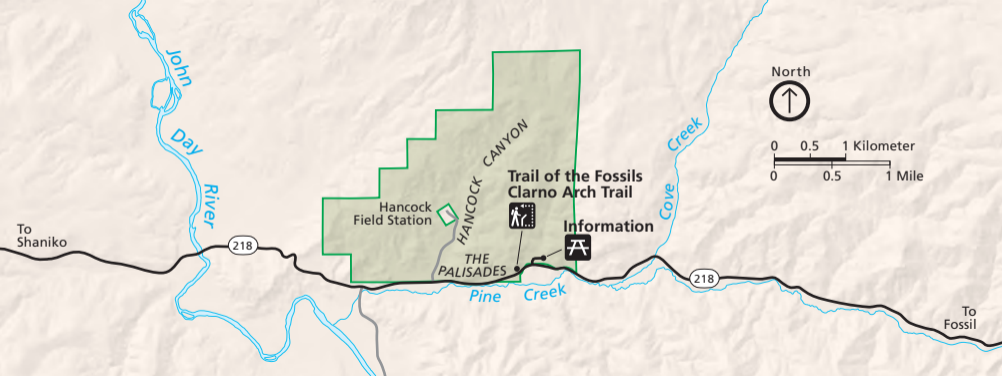 John
Day
River
North
0 0.5 1 Kilometer
0 0.5 1 Mile
Cove
Creek
HANCOCK CANYON
Trail of the Fossils
Clarno Arch Trail
Hancock
Field Station
Information
To
Shaniko
218
THE
PALISADES
Pine Creek
218
To
Fossil